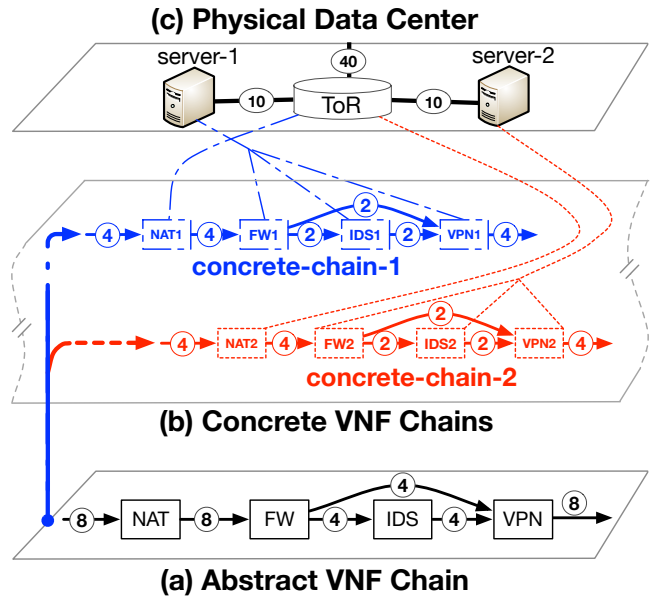 (c) Physical Data Center
server-1
40
server-2
10
ToR
10
2
4
NAT1
4
FW1
2
IDS1
2
VPN1
4
concrete-chain-1
2
4
NAT2
4
FW2
2
IDS2
2
VPN2
4
concrete-chain-2
(b) Concrete VNF Chains
4
8
8
NAT
8
FW
4
IDS
4
VPN
(a) Abstract VNF Chain